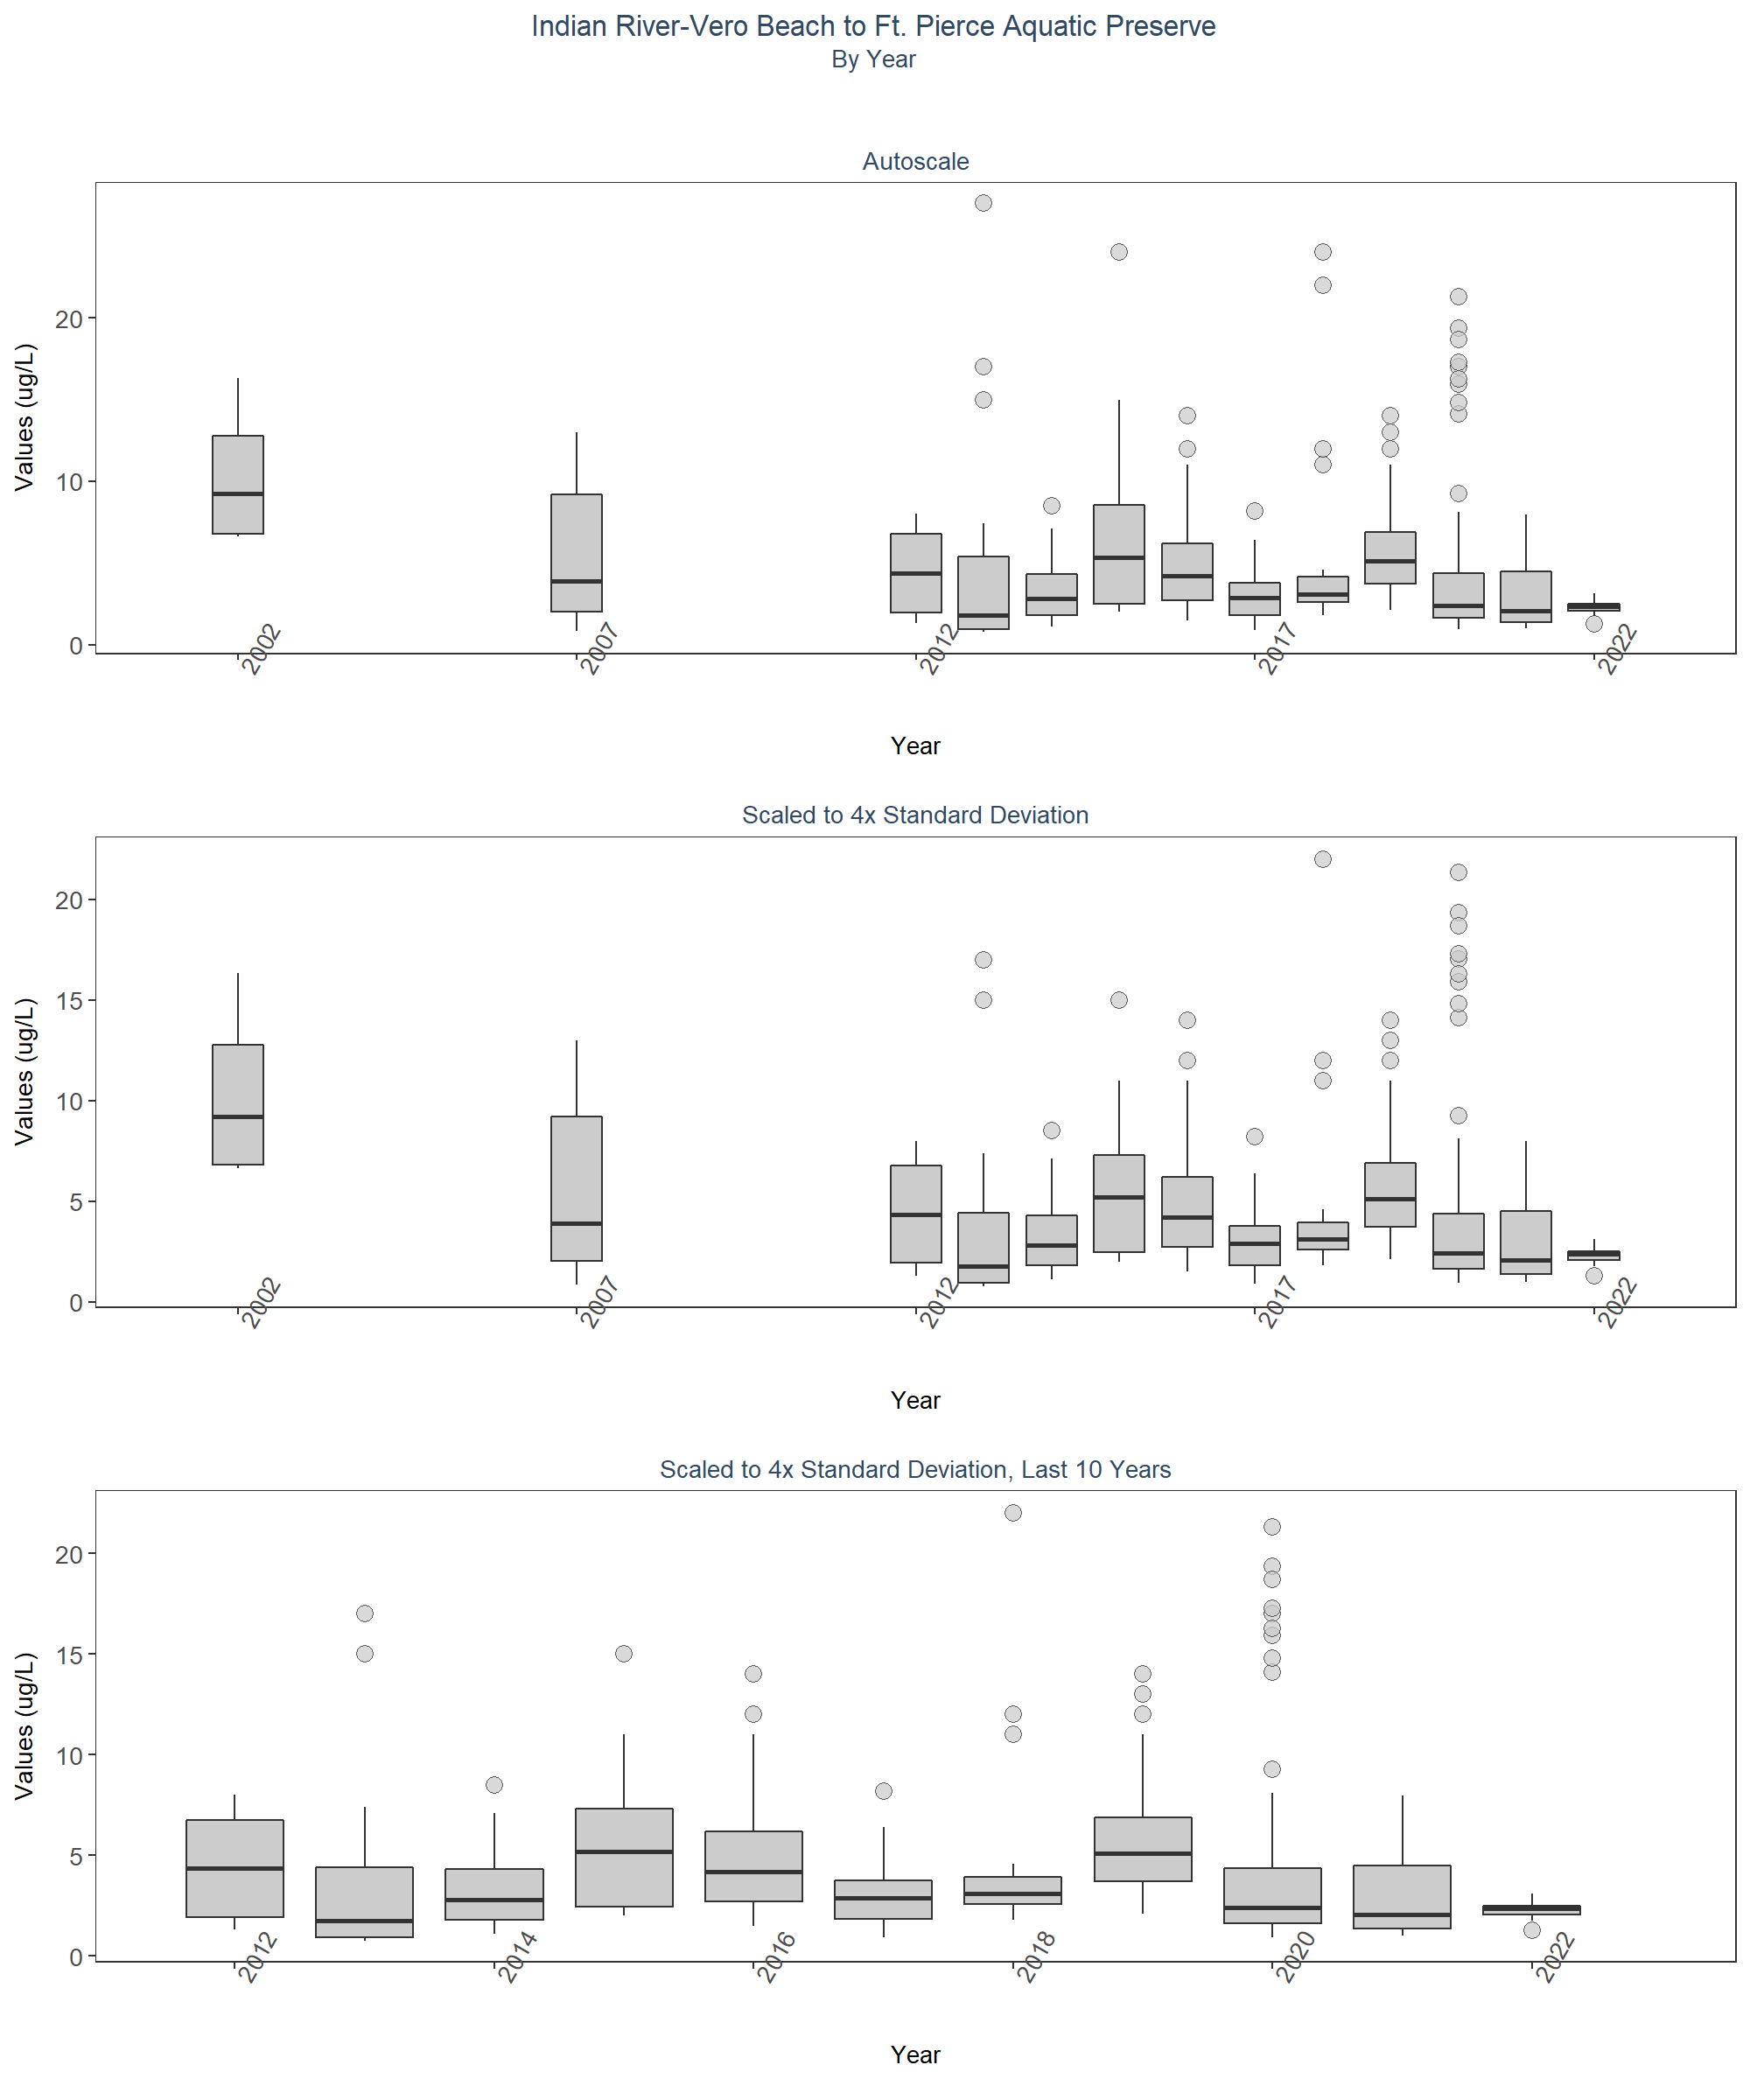 Indian River-Vero Beach to Ft. Pierce Aquatic Preserve
By Year
Autoscale
Values (ug/L)
20
10
0
2002
2007
2012
2017
2022
Year
Scaled to 4x Standard Deviation
Values (ug/L)
20
15
10
5
0
2002
2007
2012
2017
2022
Year
Scaled to 4x Standard Deviation, Last 10 Years
Values (ug/L)
20
15
10
5
0
2012
2014
2016
2018
2020
2022
Year